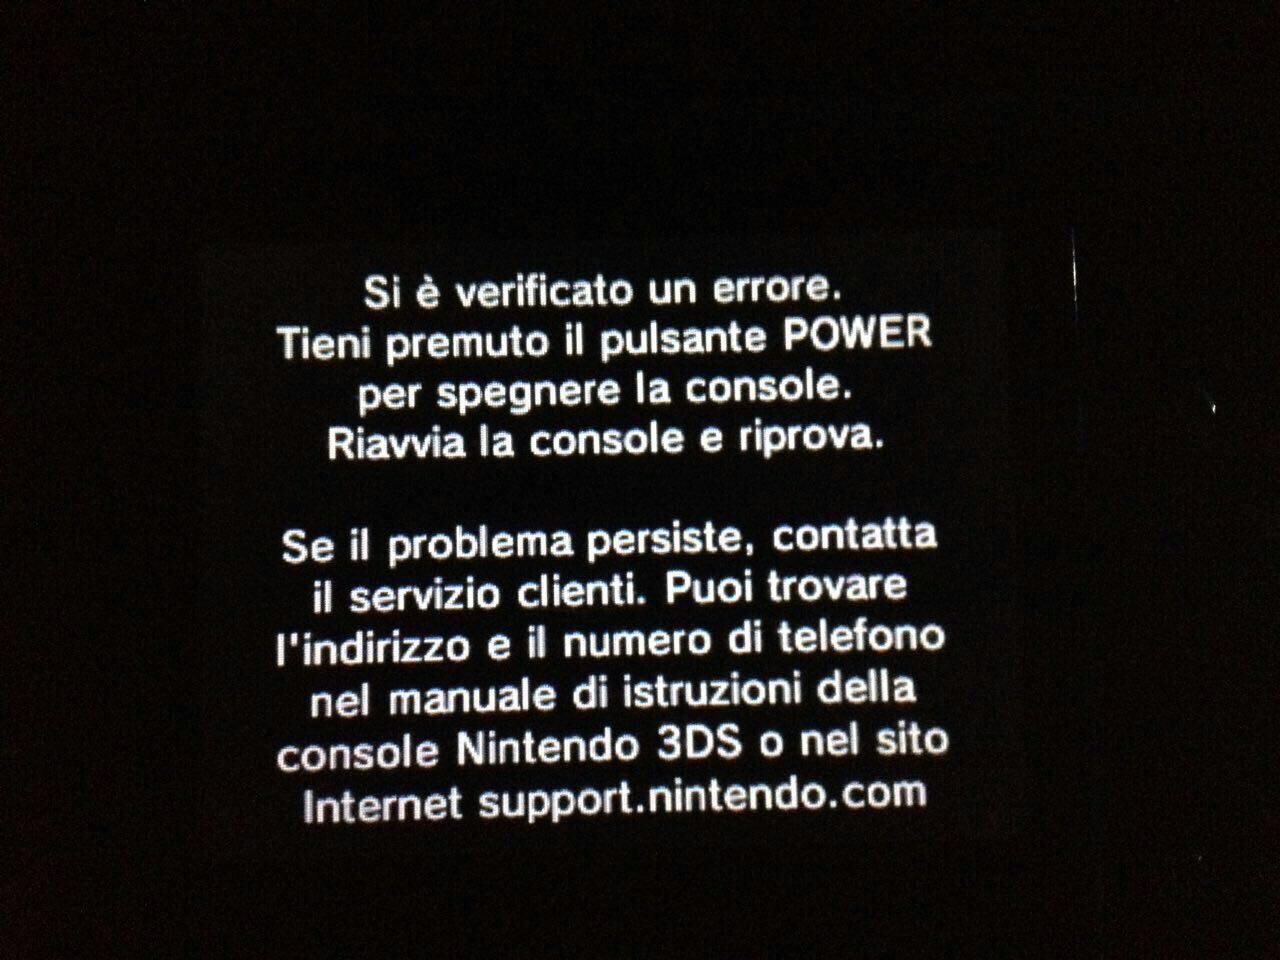 Si è verificato un errore.
Tieni premuto il pulsante POWER
per spegnere la console.
Riavvia la console e riprova.
Se il problema persiste, contatta
il servizio clienti. Puoi trovare
l'indirizzo e il numero di telefono
nel manuale di istruzioni della
console Nintendo 3DS o nel sito
Internet support.nintendo.com